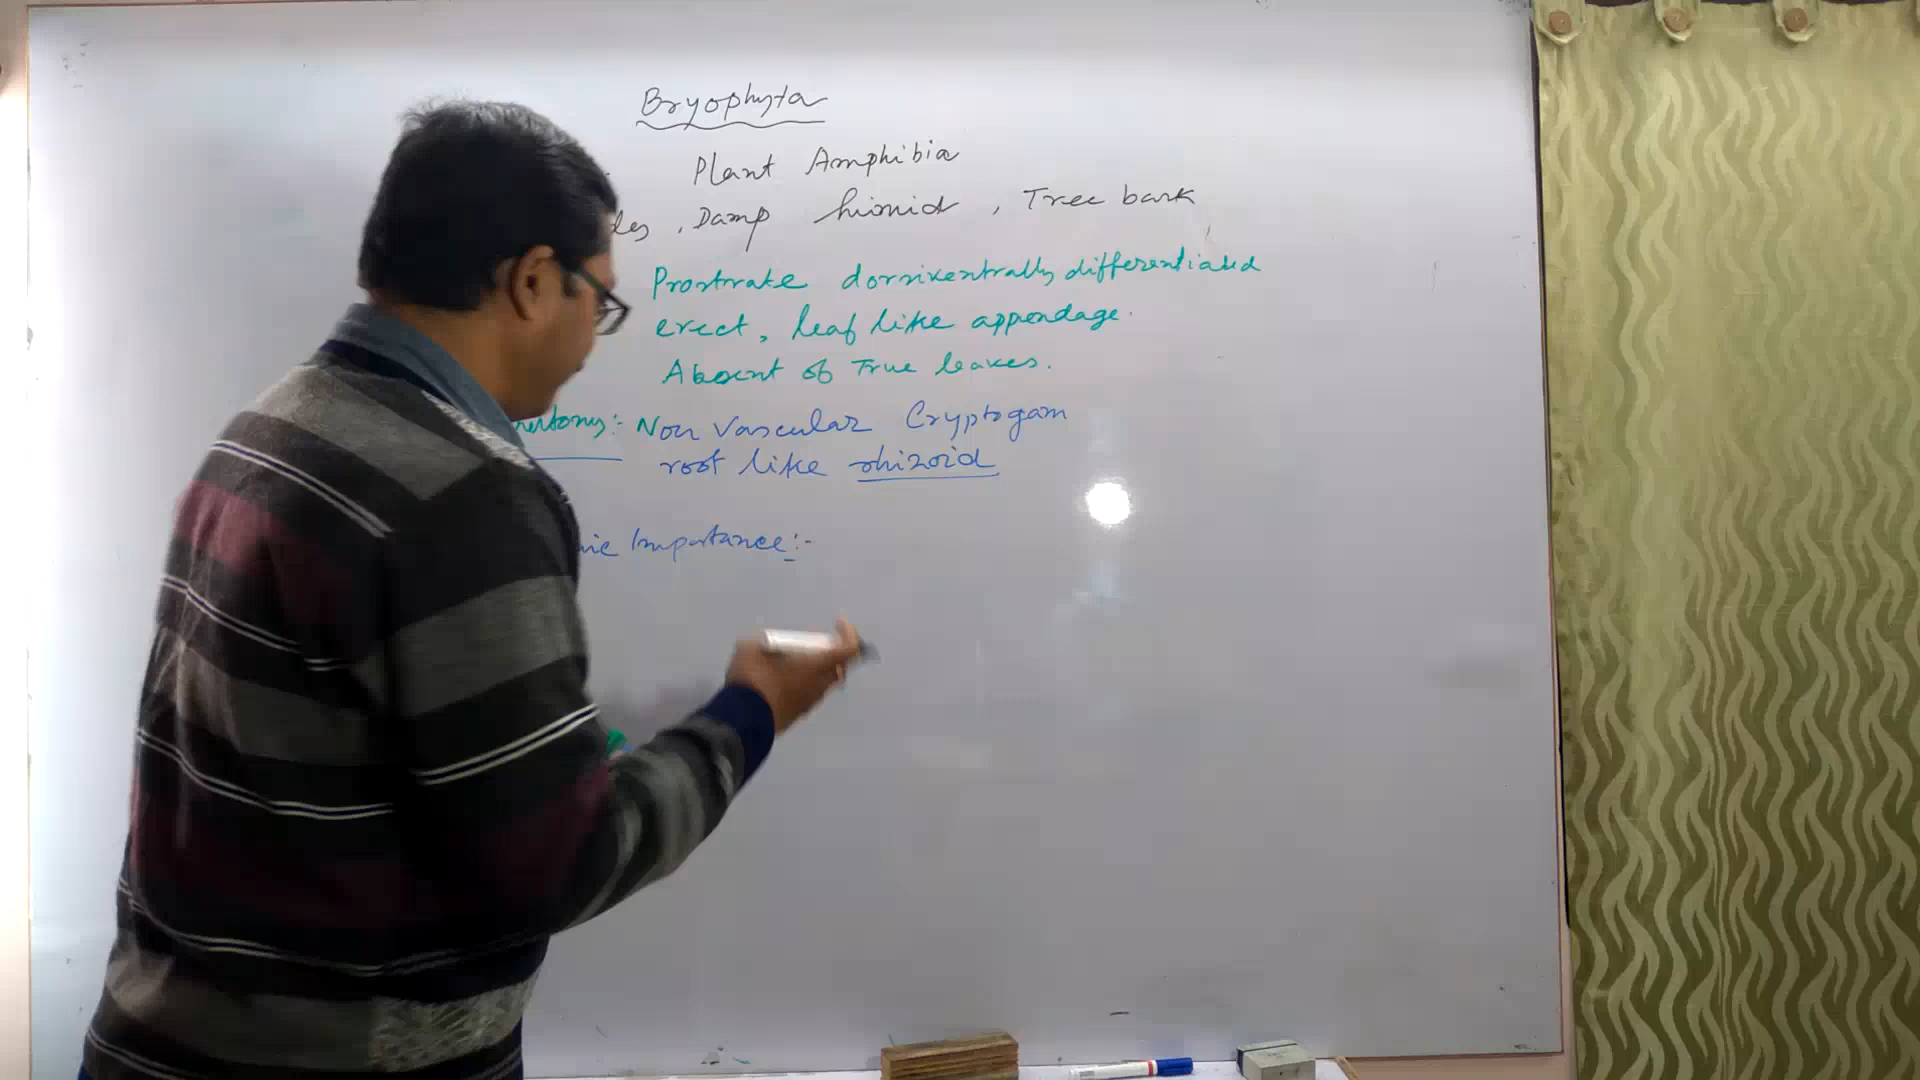 Bryophyta
Plant Amphibia
, Damp humid, Tree bark
Prostrate dorsiventrally differentiated
erect, leaf like appendage.
Absent of True leaves.
Non Vascular Cryptogam
root like rhizoid
Importance:-